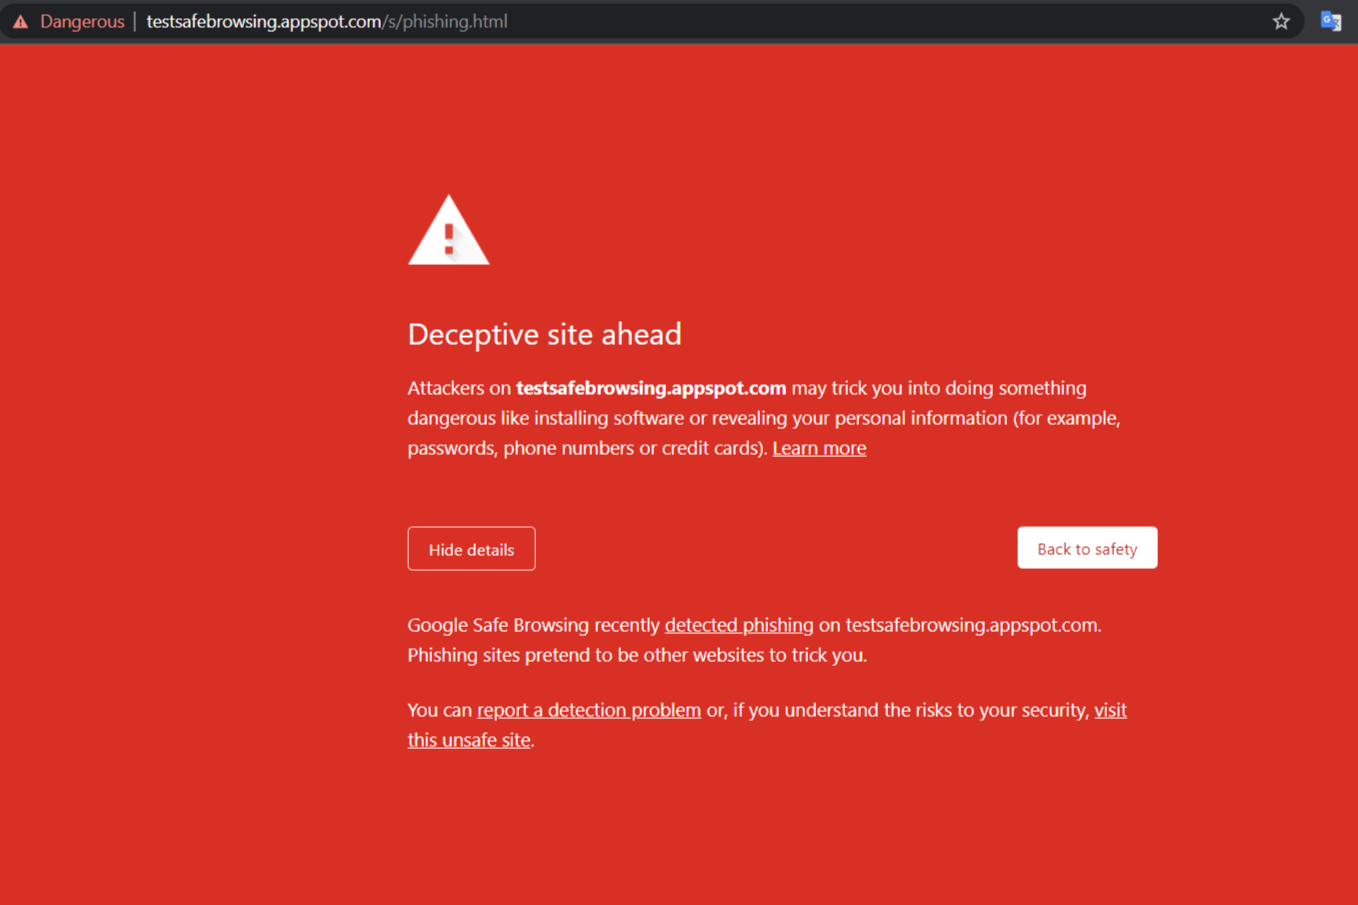 Dangerous | testsafebrowsing.appspot.com/s/phishing.html
Deceptive site ahead
Attackers on testsafebrowsing.appspot.com may trick you into doing something
dangerous like installing software or revealing your personal information (for example,
passwords, phone numbers or credit cards). Learn more
Hide details
Back to safety
Google Safe Browsing recently detected phishing on testsafebrowsing.appspot.com.
Phishing sites pretend to be other websites to trick you.
You can report a detection problem or, if you understand the risks to your security, visit
this unsafe site.